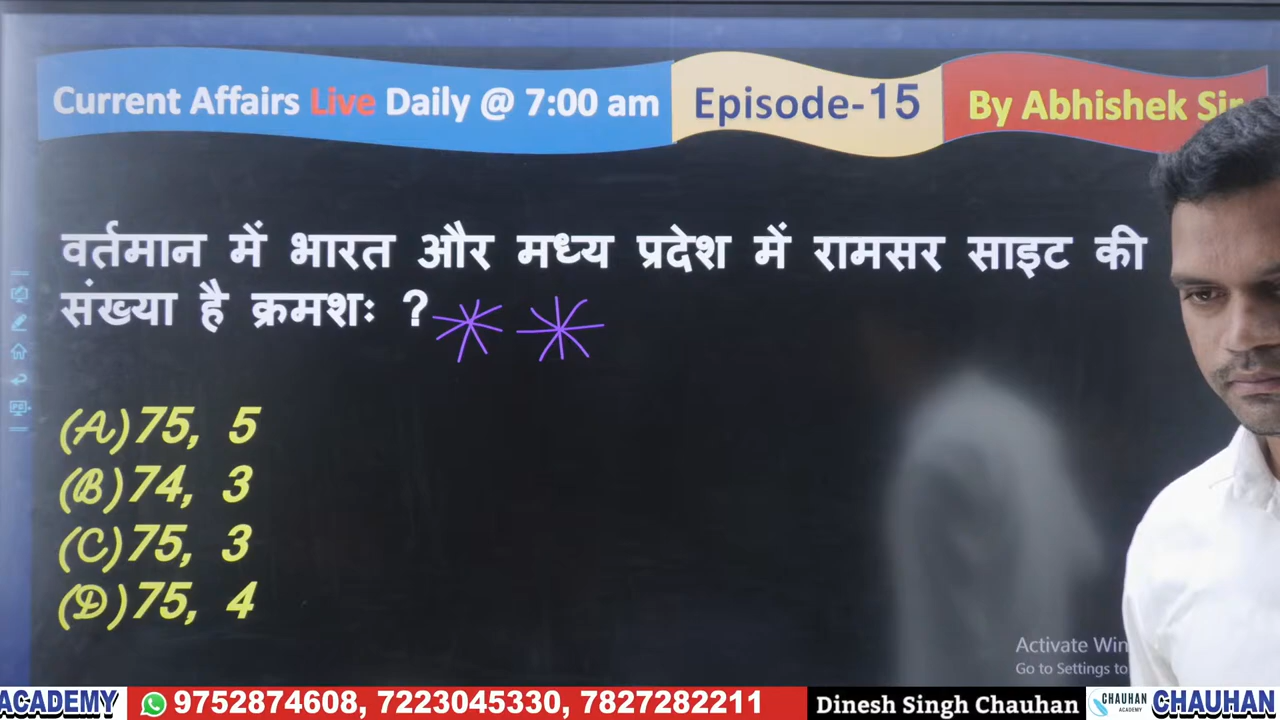 Current Affairs Live Daily @ 7:00 am Episode-15 By Abhishek Sir
वर्तमान में भारत और मध्य प्रदेश में रामसर साइट की
संख्या है क्रमशः ?
(A) 75, 5
(B) 74, 3
(C) 75, 3
(D) 75, 4
Activate Win
Go to Settings to
ACADEMY 9752874608, 7223045330, 7827282211 Dinesh Singh Chauhan CHAUHAN ACADEMY CHAUHAN